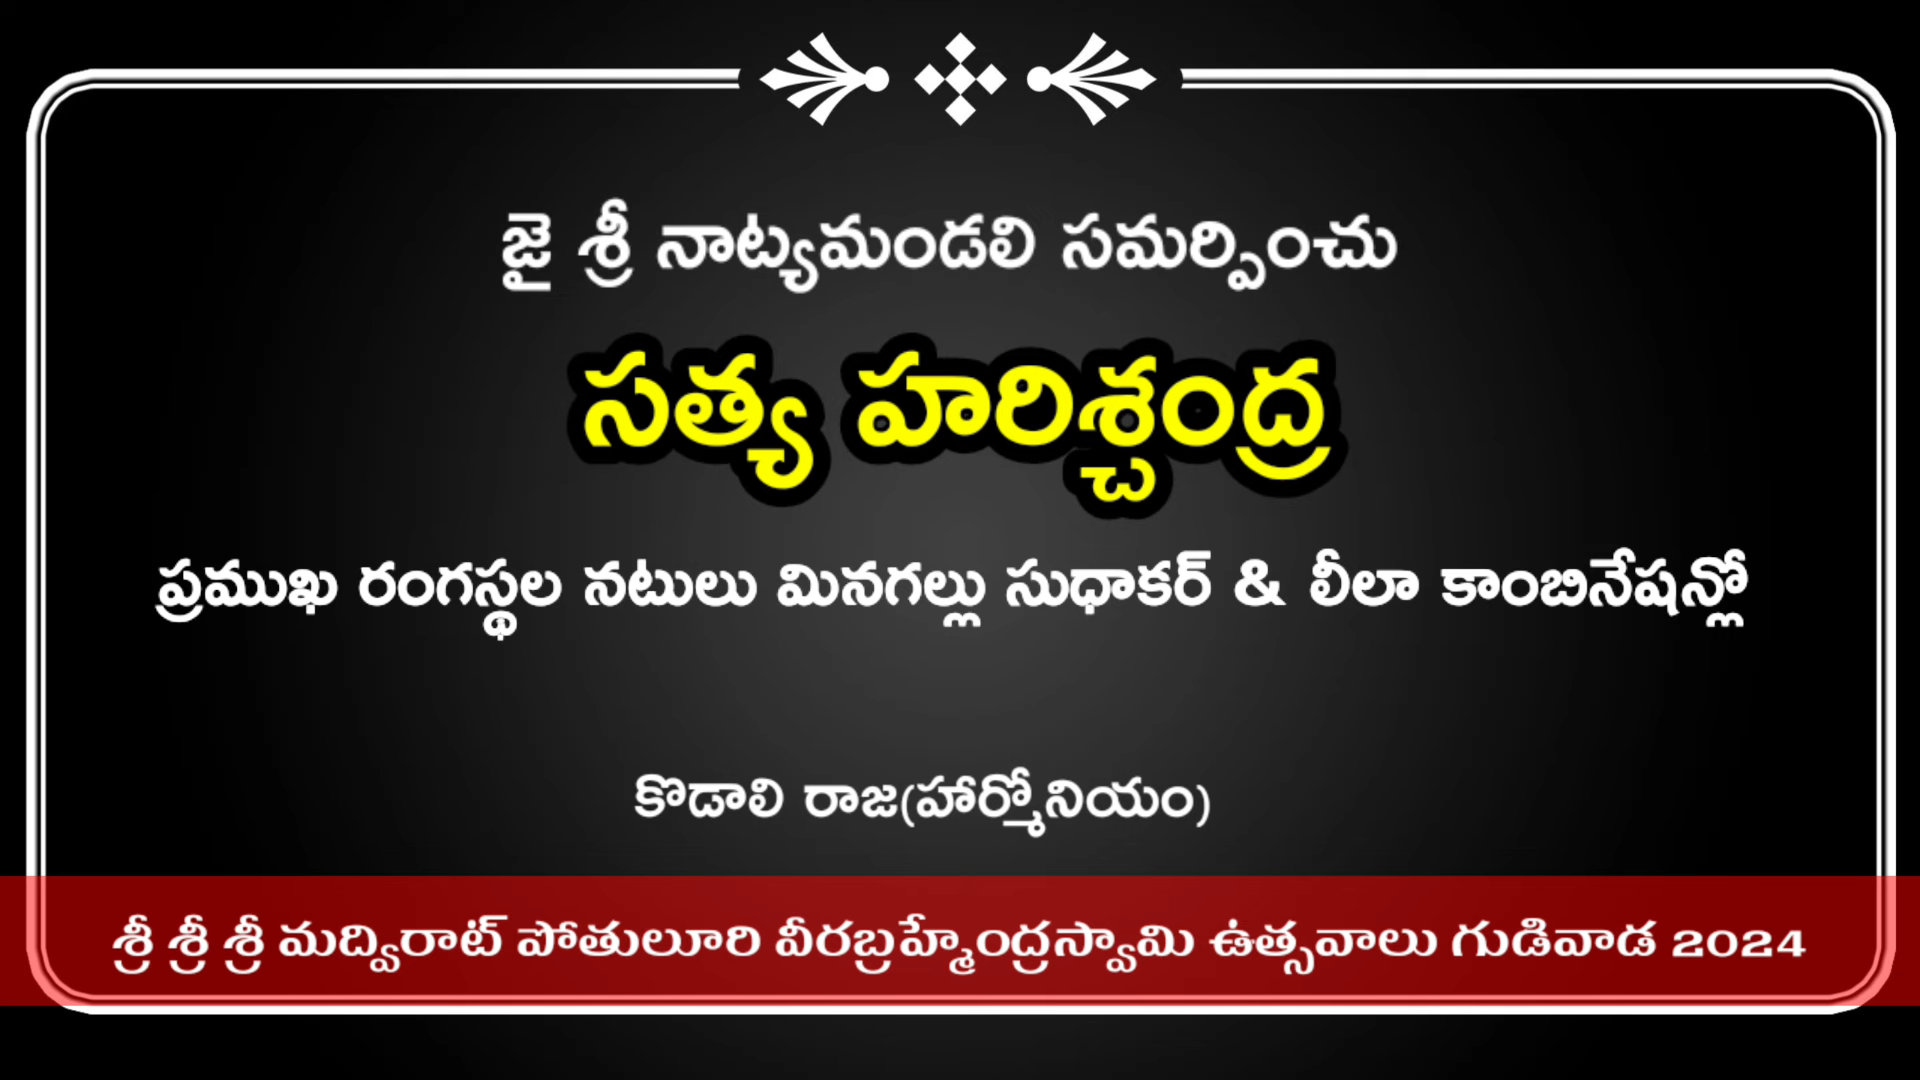 జై శ్రీ నాట్యమండలి సమర్పించు
సత్య హరిశ్చంద్ర
ప్రముఖ రంగస్థల నటులు మినగల్లు సుధాకర్ & లీలా కాంబినేషన్లో
కొడాలి రాజ(హార్మోనియం)
శ్రీ శ్రీ శ్రీ మద్విరాట్ పోతులూరి వీరబ్రహ్మేంద్రస్వామి ఉత్సవాలు గుడివాడ 2024